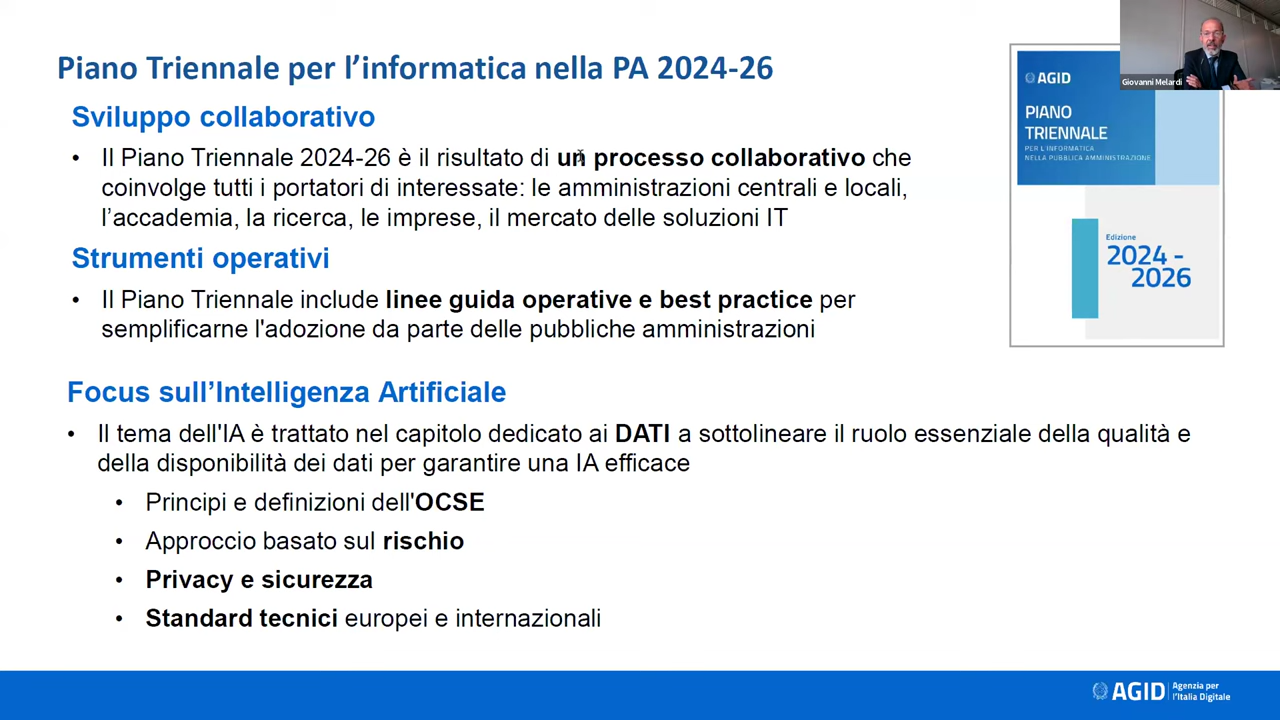 Piano Triennale per l’informatica nella PA 2024-26
Sviluppo collaborativo
• Il Piano Triennale 2024-26 è il risultato di un processo collaborativo che
coinvolge tutti i portatori di interessate: le amministrazioni centrali e locali,
l’accademia, la ricerca, le imprese, il mercato delle soluzioni IT
Strumenti operativi
• Il Piano Triennale include linee guida operative e best practice per
semplificarne l'adozione da parte delle pubbliche amministrazioni
Focus sull’Intelligenza Artificiale
• Il tema dell'IA è trattato nel capitolo dedicato ai DATI a sottolineare il ruolo essenziale della qualità e
della disponibilità dei dati per garantire una IA efficace
• Principi e definizioni dell'OCSE
• Approccio basato sul rischio
• Privacy e sicurezza
• Standard tecnici europei e internazionali
Giovanni Melardi
AGID
PIANO
TRIENNALE
PER L'INFORMATICA
NELLA PUBBLICA AMMINISTRAZIONE
Edizione
2024 -
2026
AGID
Agenzia per
l'Italia Digitale